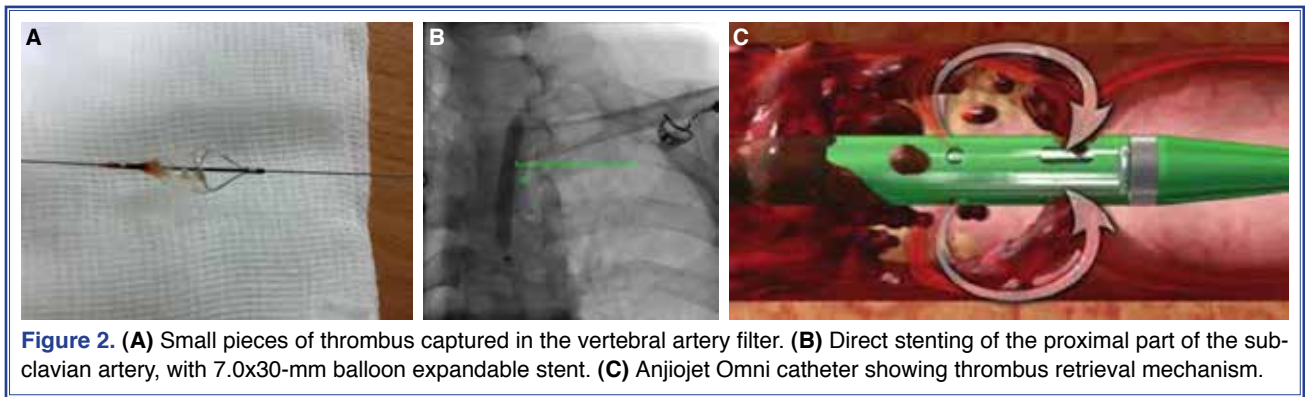 A
B
C
Figure 2. (A) Small pieces of thrombus captured in the vertebral artery filter. (B) Direct stenting of the proximal part of the sub-
clavian artery, with 7.0x30-mm balloon expandable stent. (C) Anjiojet Omni catheter showing thrombus retrieval mechanism.